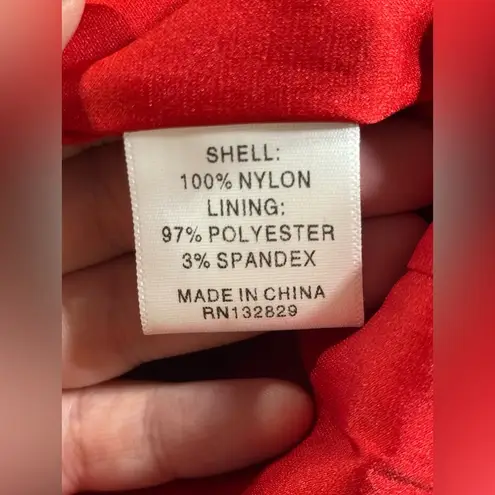 SHELL:
100% NYLON
LINING:
97% POLYESTER
3% SPANDEX
MADE IN CHINA
RN132829